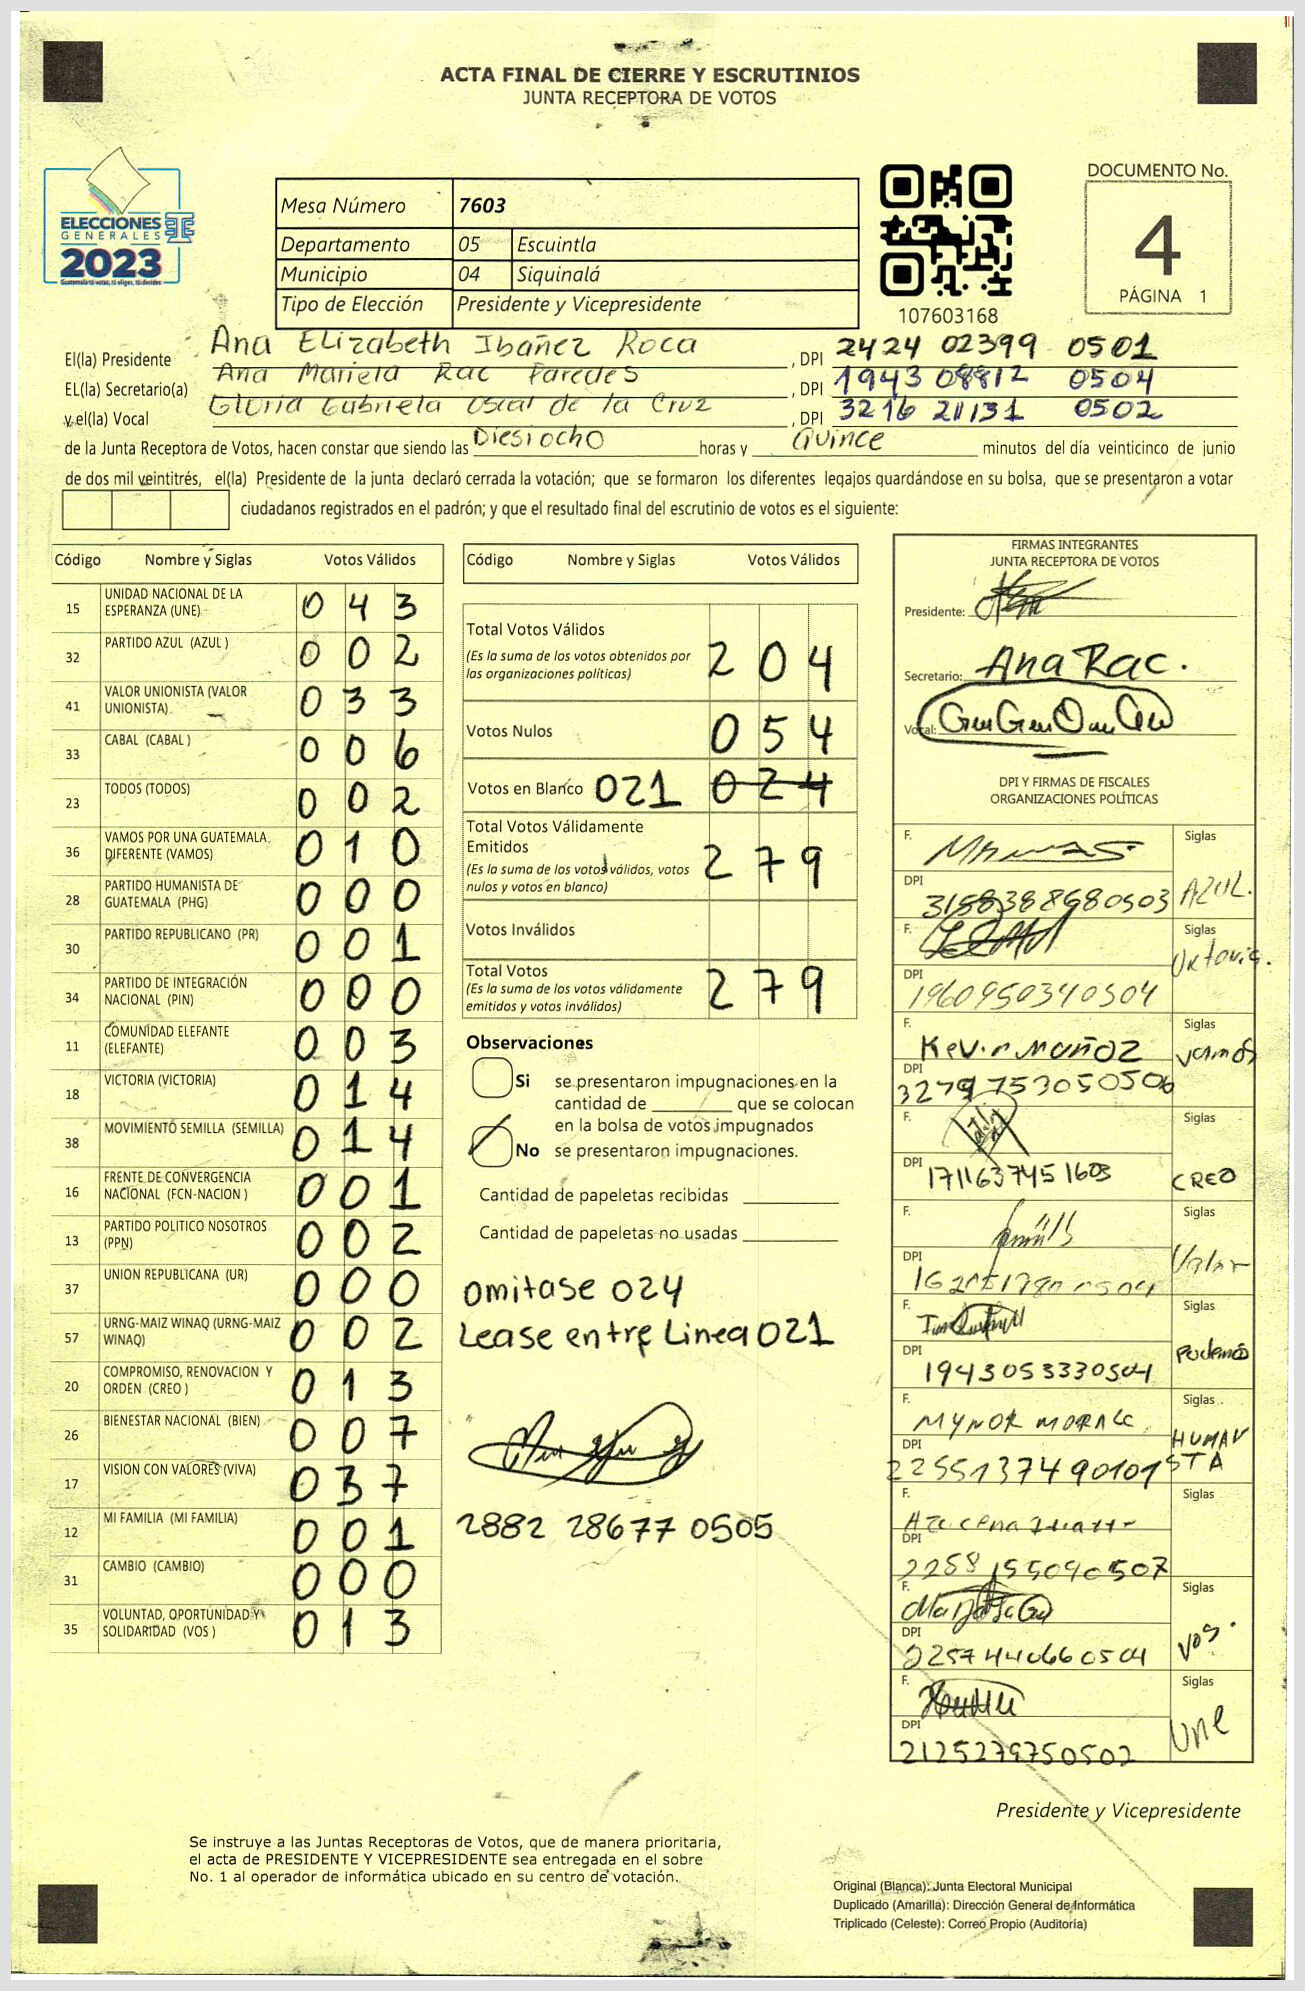 ACTA FINAL DE CIERRE Y ESCRUTINIOS
JUNTA RECEPTORA DE VOTOS
ELECCIONES
GENERALES
2023
Mesa Número 7603
Departamento 05 Escuintla
Municipio 04 Siquinalá
Tipo de Elección Presidente y Vicepresidente
107603168
DOCUMENTO No.
4
PÁGINA 1
El(la) Presidente Ana Elizabeth Ibañez Roca , DPI 2424 02399 0501
EL(la) Secretario(a) Ana Mariela Rac Paredes , DPI 1943 08812 0504
y el(la) Vocal Gloria Gabriela Oscal de la Cruz , DPI 3216 21131 0502
de la Junta Receptora de Votos, hacen constar que siendo las Diesiocho horas y Quince minutos del día veinticinco de junio
de dos mil veintitrés, el(la) Presidente de la junta declaró cerrada la votación; que se formaron los diferentes legajos quardándose en su bolsa, que se presentaron a votar
ciudadanos registrados en el padrón; y que el resultado final del escrutinio de votos es el siguiente:
Código Nombre y Siglas Votos Válidos
15 UNIDAD NACIONAL DE LA ESPERANZA (UNE) 0 4 3
32 PARTIDO AZUL (AZUL ) 0 0 2
41 VALOR UNIONISTA (VALOR UNIONISTA) 0 3 3
33 CABAL (CABAL ) 0 0 6
23 TODOS (TODOS) 0 0 2
36 VAMOS POR UNA GUATEMALA DIFERENTE (VAMOS) 0 1 0
28 PARTIDO HUMANISTA DE GUATEMALA (PHG) 0 0 0
30 PARTIDO REPUBLICANO (PR) 0 0 1
34 PARTIDO DE INTEGRACIÓN NACIONAL (PIN) 0 0 0
11 COMUNIDAD ELEFANTE (ELEFANTE) 0 0 3
18 VICTORIA (VICTORIA) 0 1 4
38 MOVIMIENTO SEMILLA (SEMILLA) 0 1 4
16 FRENTE DE CONVERGENCIA NACIONAL (FCN-NACION ) 0 0 1
13 PARTIDO POLITICO NOSOTROS (PPN) 0 0 2
37 UNION REPUBLICANA (UR) 0 0 0
57 URNG-MAIZ WINAQ (URNG-MAIZ WINAQ) 0 0 2
20 COMPROMISO, RENOVACION Y ORDEN (CREO ) 0 1 3
26 BIENESTAR NACIONAL (BIEN) 0 0 7
17 VISION CON VALORES (VIVA) 0 3 7
12 MI FAMILIA (MI FAMILIA) 0 0 1
31 CAMBIO (CAMBIO) 0 0 0
35 VOLUNTAD, OPORTUNIDAD Y SOLIDARIDAD (VOS ) 0 1 3
Código Nombre y Siglas Votos Válidos
Total Votos Válidos 2 0 4
(Es la suma de los votos obtenidos por
las organizaciones políticas)
Votos Nulos 0 5 4
Votos en Blanco 021 0 2 4
Total Votos Válidamente
Emitidos 2 7 9
(Es la suma de los votos válidos, votos
nulos y votos en blanco)
Votos Inválidos
Total Votos 2 7 9
(Es la suma de los votos válidamente
emitidos y votos inválidos)
Observaciones
Si se presentaron impugnaciones en la
cantidad de ________ que se colocan
en la bolsa de votos impugnados
No se presentaron impugnaciones.
Cantidad de papeletas recibidas
Cantidad de papeletas no usadas
Omitase 024
Lease entre Linea 021
2882 28677 0505
FIRMAS INTEGRANTES
JUNTA RECEPTORA DE VOTOS
Presidente:
Secretario: Ana Rac.
Vocal:
DPI Y FIRMAS DE FISCALES
ORGANIZACIONES POLÍTICAS
F. Siglas AZUL.
DPI 3158388680503
F. Siglas
DPI 1960950340504
F. Kevin Muñoz Siglas vamos
DPI 3279753050506
F. Siglas CREO
DPI 1711637451603
F. Siglas Valor
DPI
F. Siglas Podemos
DPI 1943053330504
F. MYNOR Siglas HUMANISTA
DPI 2255137490101
F. Siglas
DPI 2258155090507
F. Siglas VOS.
DPI 2257440660504
F. Siglas Une
DPI 2125279750502
Presidente y Vicepresidente
Se instruye a las Juntas Receptoras de Votos, que de manera prioritaria,
el acta de PRESIDENTE Y VICEPRESIDENTE sea entregada en el sobre
No. 1 al operador de informática ubicado en su centro de votación.
Original (Blanca): Junta Electoral Municipal
Duplicado (Amarilla): Dirección General de Informática
Triplicado (Celeste): Correo Propio (Auditoría)